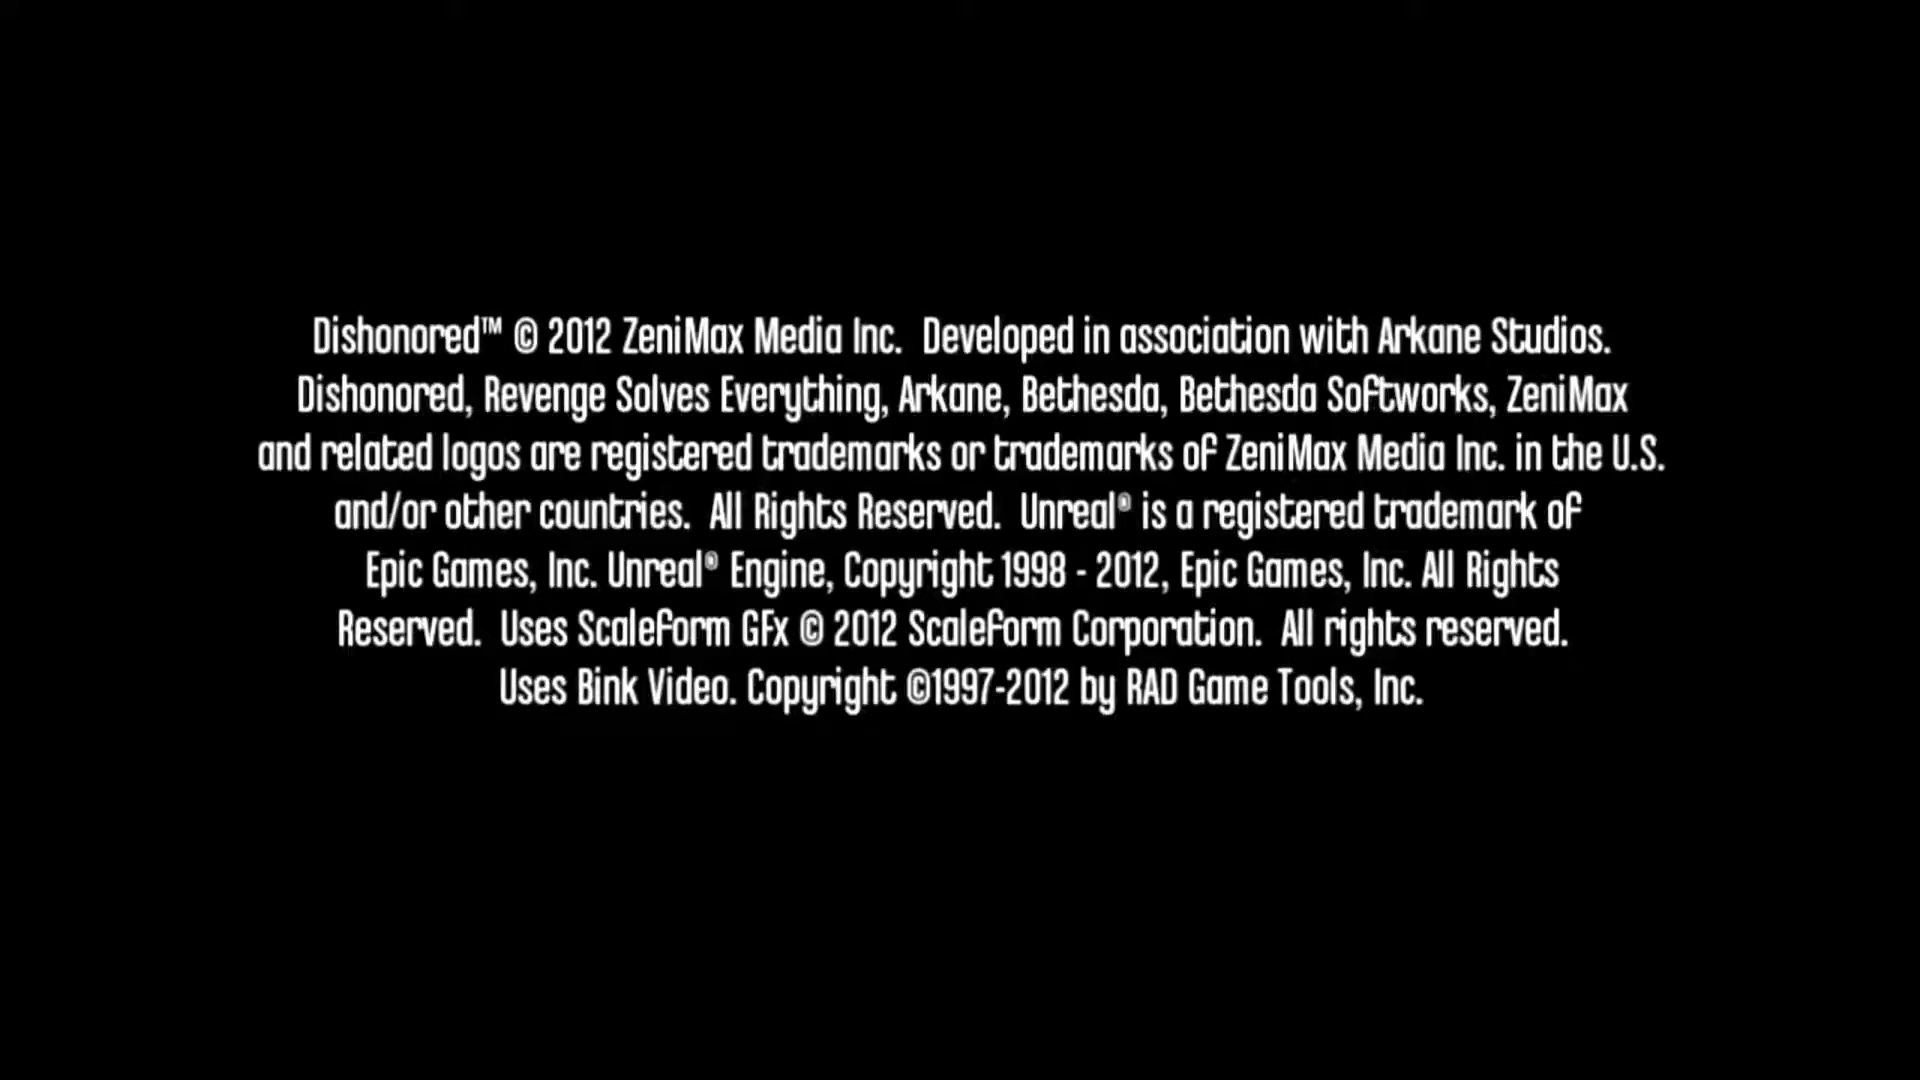 Dishonored™ © 2012 ZeniMax Media Inc.  Developed in association with Arkane Studios.
Dishonored, Revenge Solves Everything, Arkane, Bethesda, Bethesda Softworks, ZeniMax
and related logos are registered trademarks or trademarks of ZeniMax Media Inc. in the U.S.
and/or other countries.  All Rights Reserved.  Unreal® is a registered trademark of
Epic Games, Inc. Unreal® Engine, Copyright 1998 - 2012, Epic Games, Inc. All Rights
Reserved.  Uses Scaleform GFx © 2012 Scaleform Corporation.  All rights reserved.
Uses Bink Video. Copyright ©1997-2012 by RAD Game Tools, Inc.